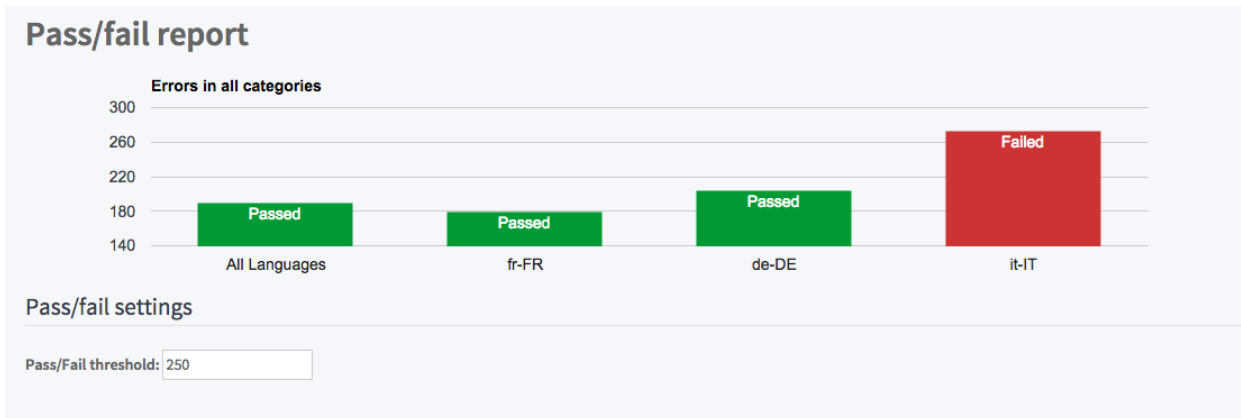 Pass/fail report
Errors in all categories
300
260
220
180
140
Passed
Passed
Passed
Failed
All Languages
fr-FR
de-DE
it-IT
Pass/fail settings
Pass/Fail threshold: 250